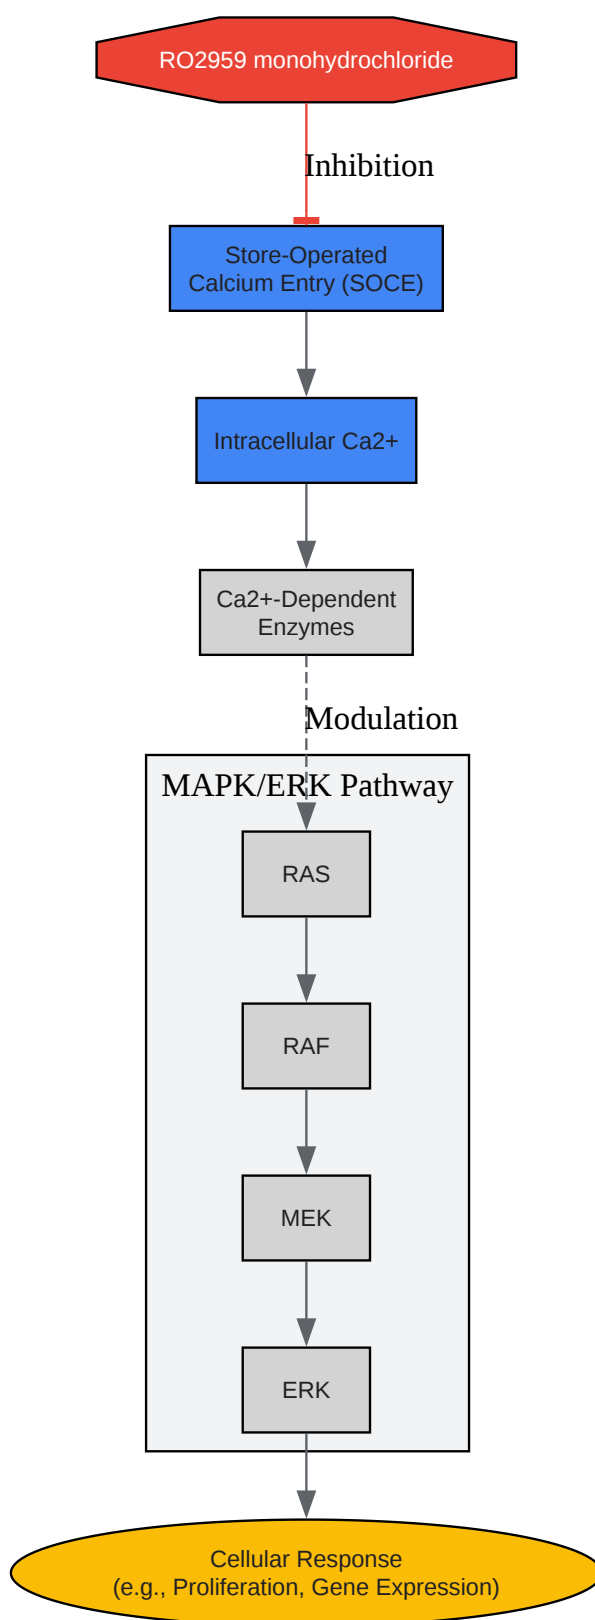 RO2959 monohydrochloride
Inhibition
Store-Operated
Calcium Entry (SOCE)
Intracellular Ca2+
Ca2+-Dependent
Enzymes
Modulation
MAPK/ERK Pathway
RAS
RAF
MEK
ERK
Cellular Response
(e.g., Proliferation, Gene Expression)